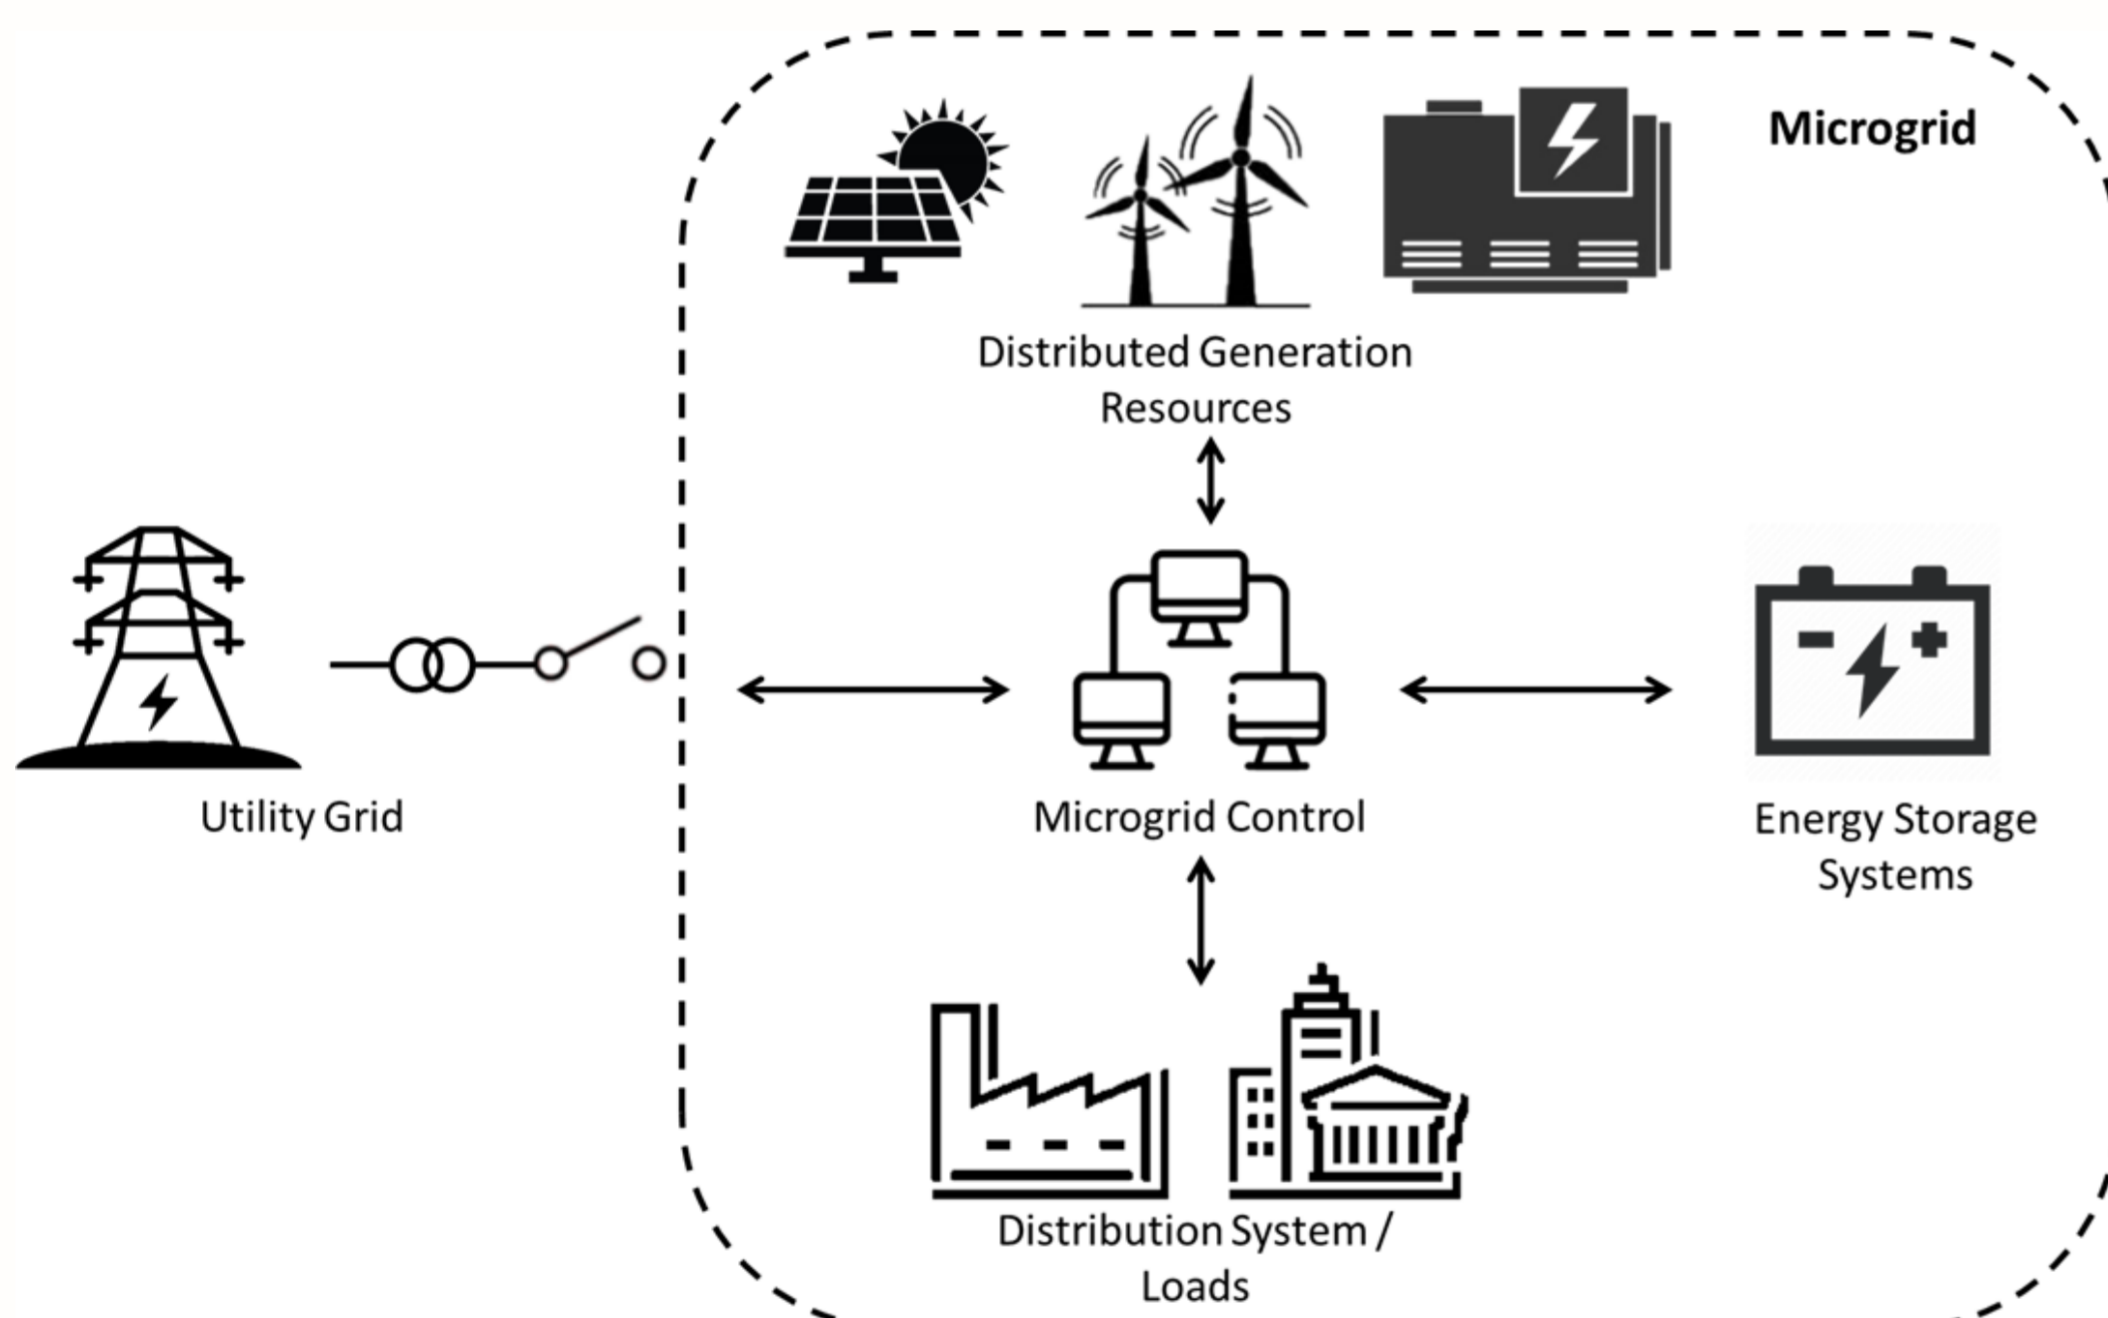 Microgrid
Distributed Generation
Resources
Utility Grid
Microgrid Control
Energy Storage
Systems
Distribution System /
Loads